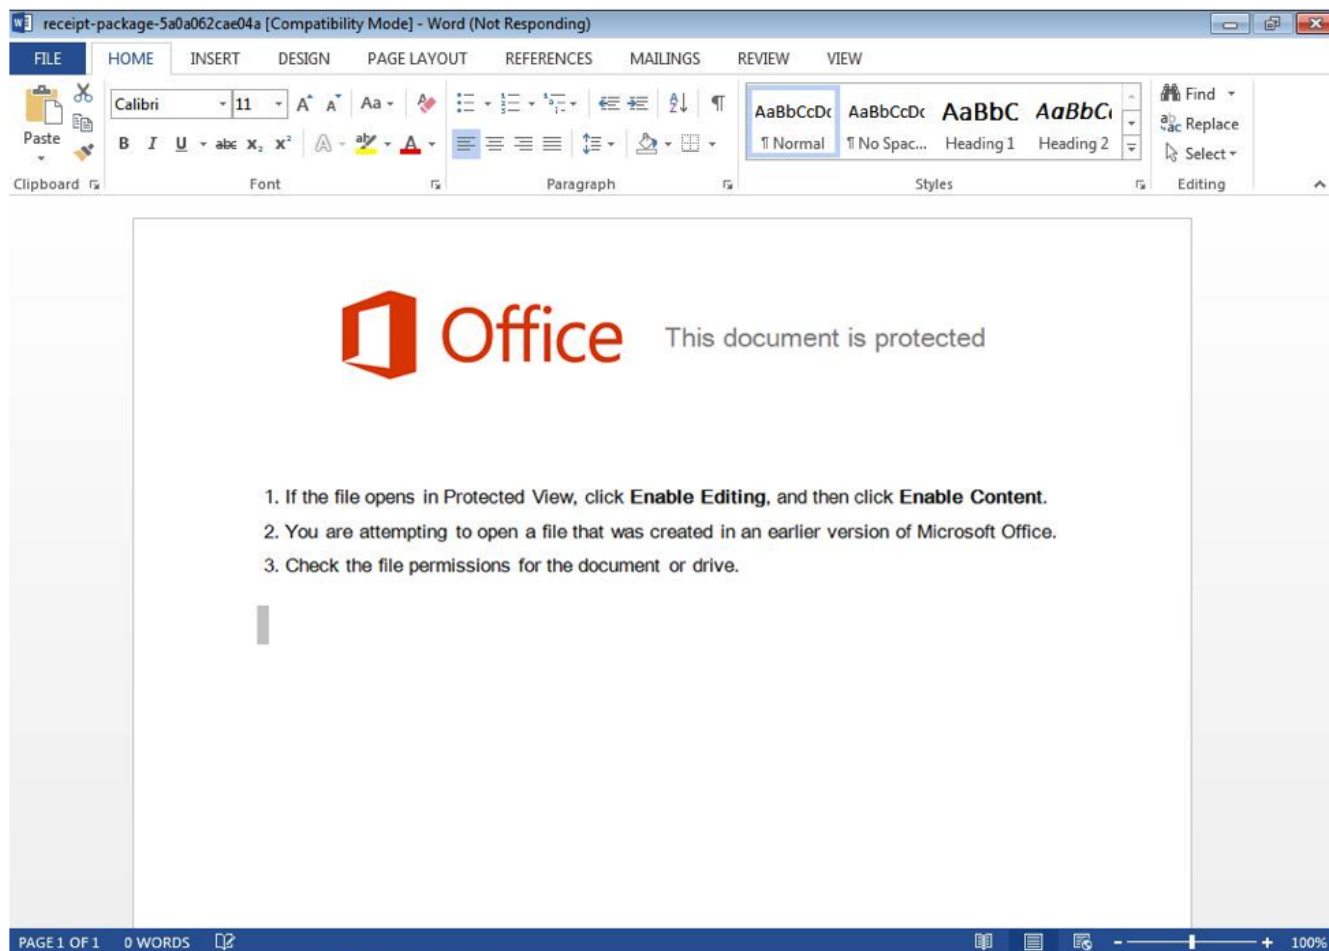 receipt-package-5a0a062cae04a [Compatibility Mode] - Word (Not Responding)
FILE HOME INSERT DESIGN PAGE LAYOUT REFERENCES MAILINGS REVIEW VIEW
Calibri 11 A A Aa AaBbCcDc AaBbCcDc AaBbC AaBbCc Find
Paste B I U abc X₂ X² A aby A ¶ Normal ¶ No Spac... Heading 1 Heading 2 Replace
Select
Clipboard Font Paragraph Styles Editing
Office This document is protected
1. If the file opens in Protected View, click Enable Editing, and then click Enable Content.
2. You are attempting to open a file that was created in an earlier version of Microsoft Office.
3. Check the file permissions for the document or drive.
PAGE 1 OF 1 0 WORDS 100%